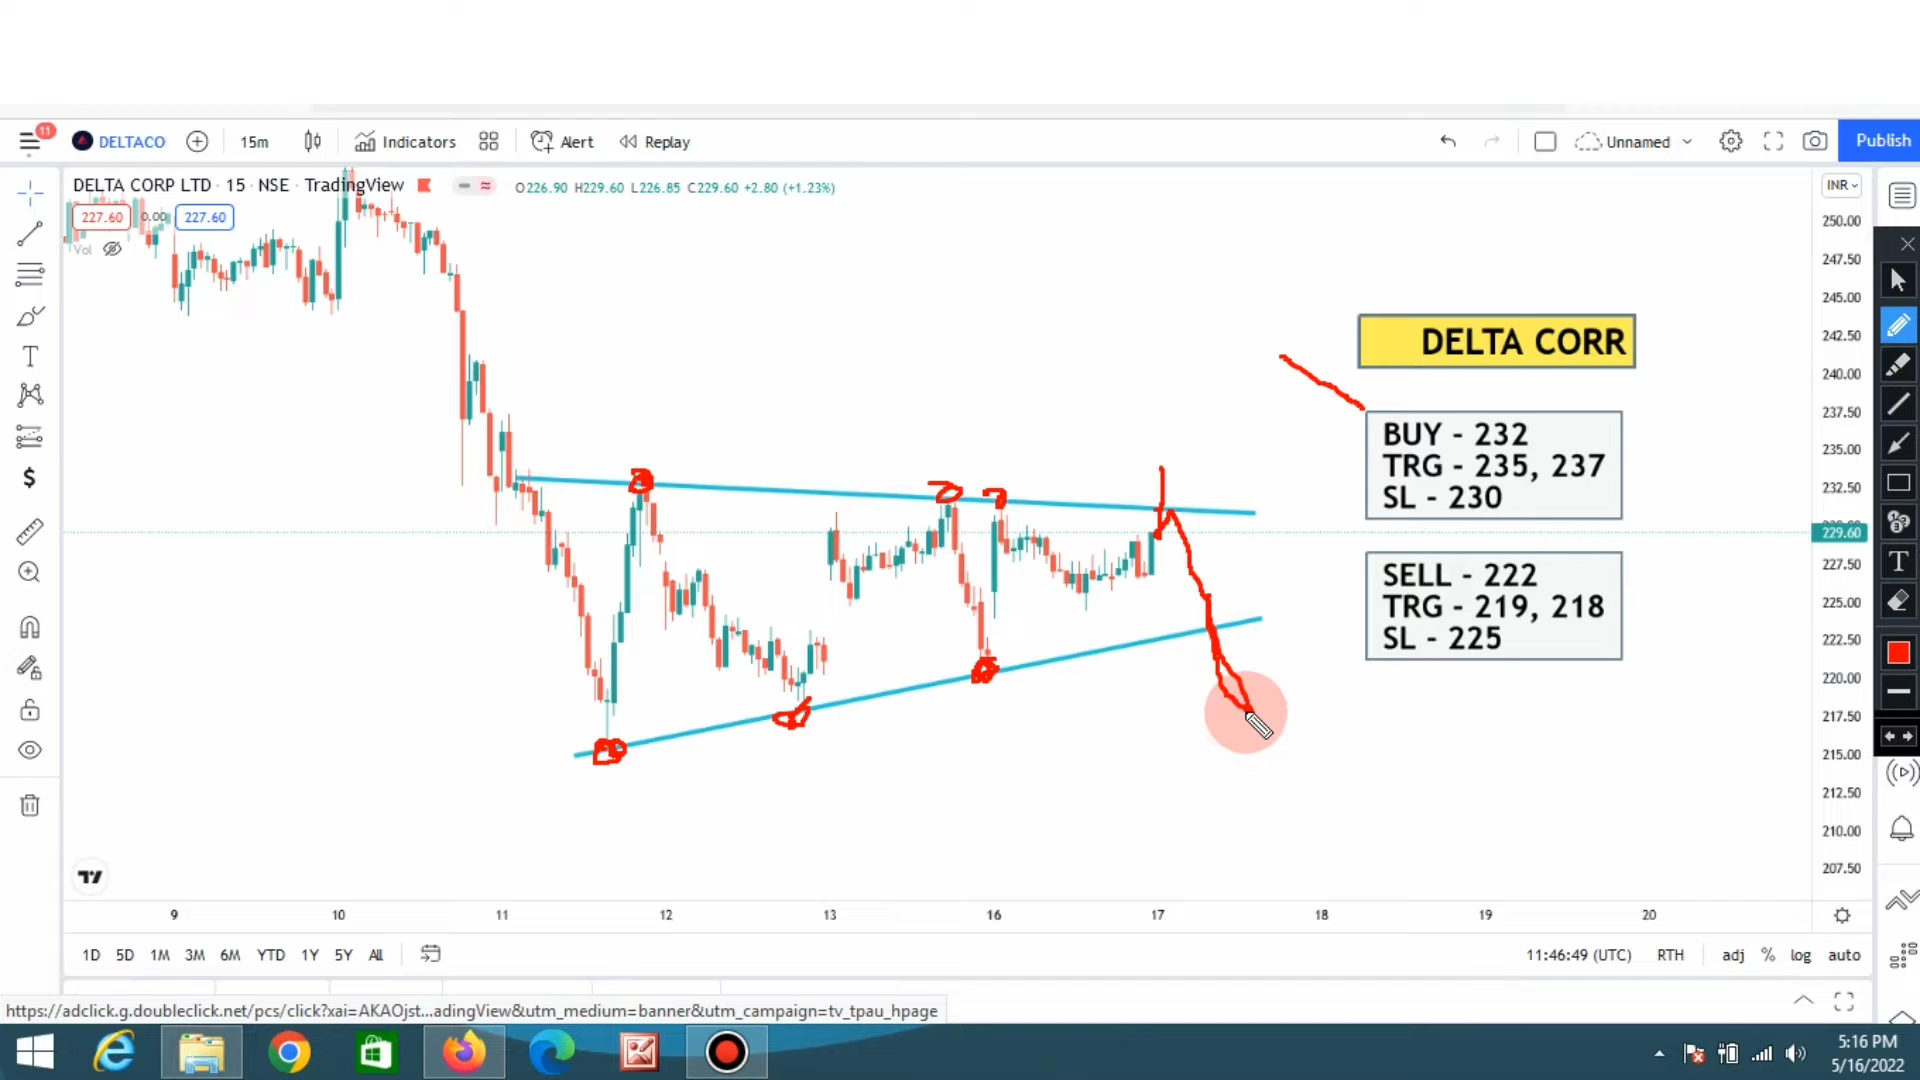 11
DELTACO
15m
Indicators
Alert
Replay
Unnamed
Publish
DELTA CORP LTD · 15 · NSE · TradingView
O226.90 H229.60 L226.85 C229.60 +2.80 (+1.23%)
INR
227.60
0.00
227.60
Vol
250.00
247.50
245.00
242.50
240.00
237.50
235.00
232.50
229.60
227.50
225.00
222.50
220.00
217.50
215.00
212.50
210.00
207.50
DELTA CORR
BUY - 232
TRG - 235, 237
SL - 230
SELL - 222
TRG - 219, 218
SL - 225
9 10 11 12 13 16 17 18 19 20
1D 5D 1M 3M 6M YTD 1Y 5Y All
11:46:49 (UTC) RTH adj % log auto
https://adclick.g.doubleclick.net/pcs/click?xai=AKAOjst...adingView&utm_medium=banner&utm_campaign=tv_tpau_hpage
5:16 PM
5/16/2022